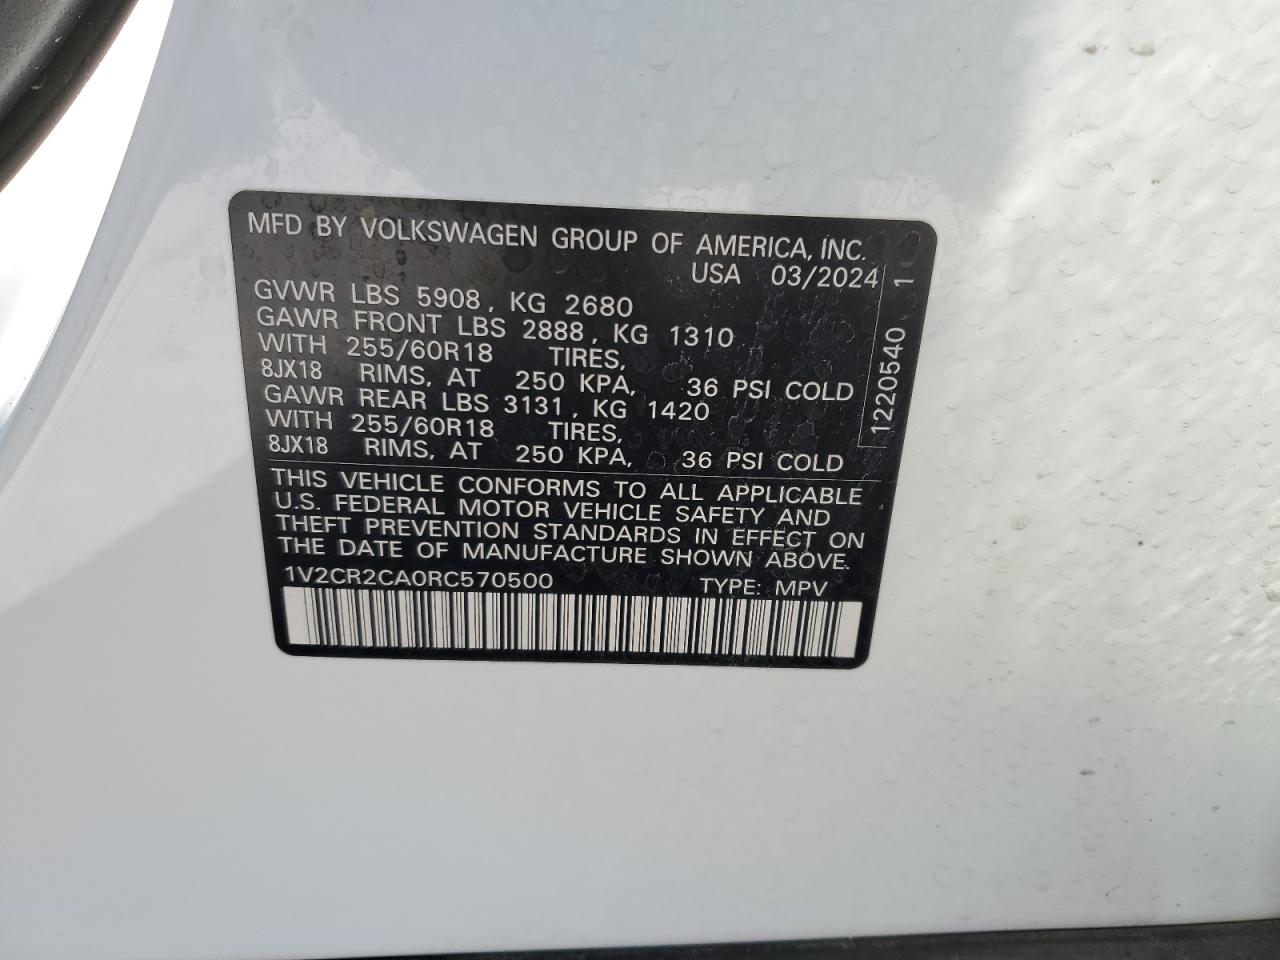 MFD BY VOLKSWAGEN GROUP OF AMERICA, INC.
USA 03/2024
GVWR LBS 5908, KG 2680
GAWR FRONT LBS 2888, KG 1310
WITH 255/60R18 TIRES,
8JX18 RIMS, AT 250 KPA, 36 PSI COLD
GAWR REAR LBS 3131, KG 1420
WITH 255/60R18 TIRES,
8JX18 RIMS, AT 250 KPA, 36 PSI COLD
1220540 1
THIS VEHICLE CONFORMS TO ALL APPLICABLE
U.S. FEDERAL MOTOR VEHICLE SAFETY AND
THEFT PREVENTION STANDARDS IN EFFECT ON
THE DATE OF MANUFACTURE SHOWN ABOVE.
1V2CR2CA0RC570500 TYPE: MPV